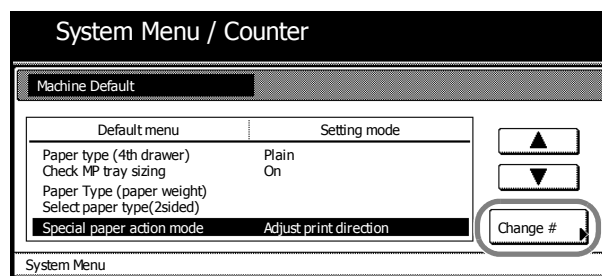 System Menu / Counter
Machine Default
Default menu Setting mode
Paper type (4th drawer) Plain
Check MP tray sizing On
Paper Type (paper weight)
Select paper type(2sided)
Special paper action mode Adjust print direction
Change #
System Menu